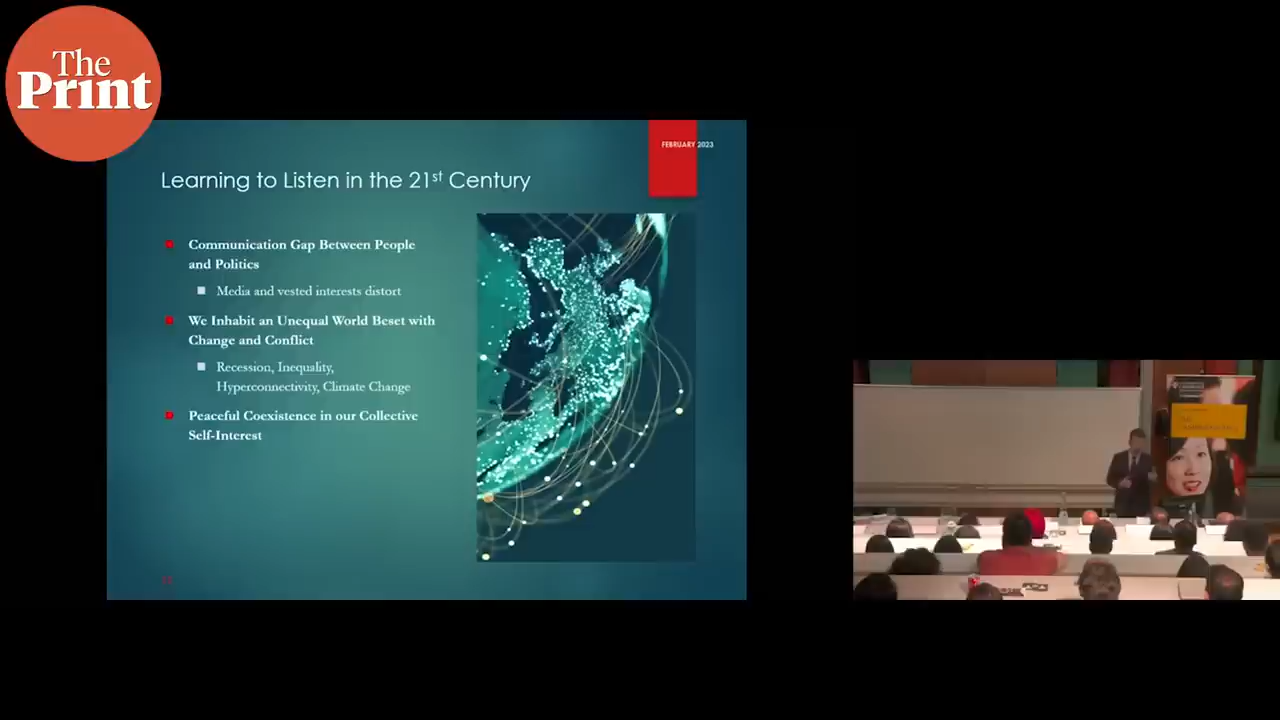 The
Print
FEBRUARY 2023
Learning to Listen in the 21st Century
Communication Gap Between People
and Politics
Media and vested interests distort
We Inhabit an Unequal World Beset with
Change and Conflict
Recession, Inequality,
Hyperconnectivity, Climate Change
Peaceful Coexistence in our Collective
Self-Interest